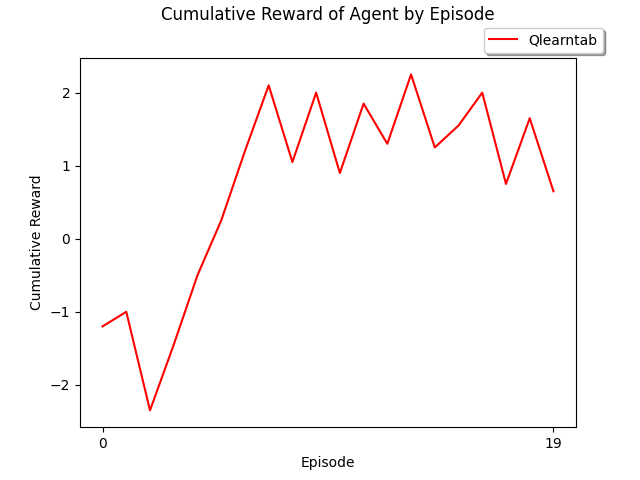 Cumulative Reward of Agent by Episode
Qlearntab
2
1
0
−1
−2
Cumulative Reward
0 19
Episode